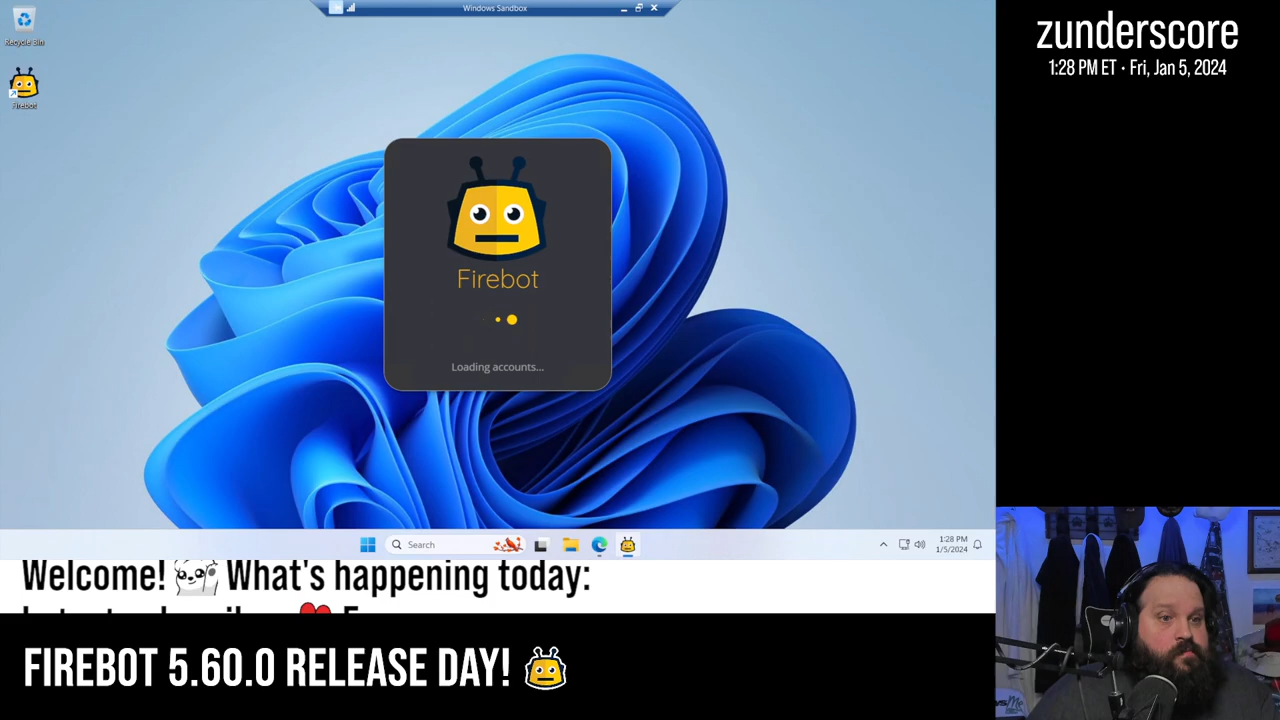 Windows Sandbox
zunderscore
1:28 PM ET • Fri, Jan 5, 2024
Recycle Bin
Firebot
Firebot
Loading accounts...
Search
1:28 PM
1/5/2024
Welcome! What's happening today:
FIREBOT 5.60.0 RELEASE DAY!